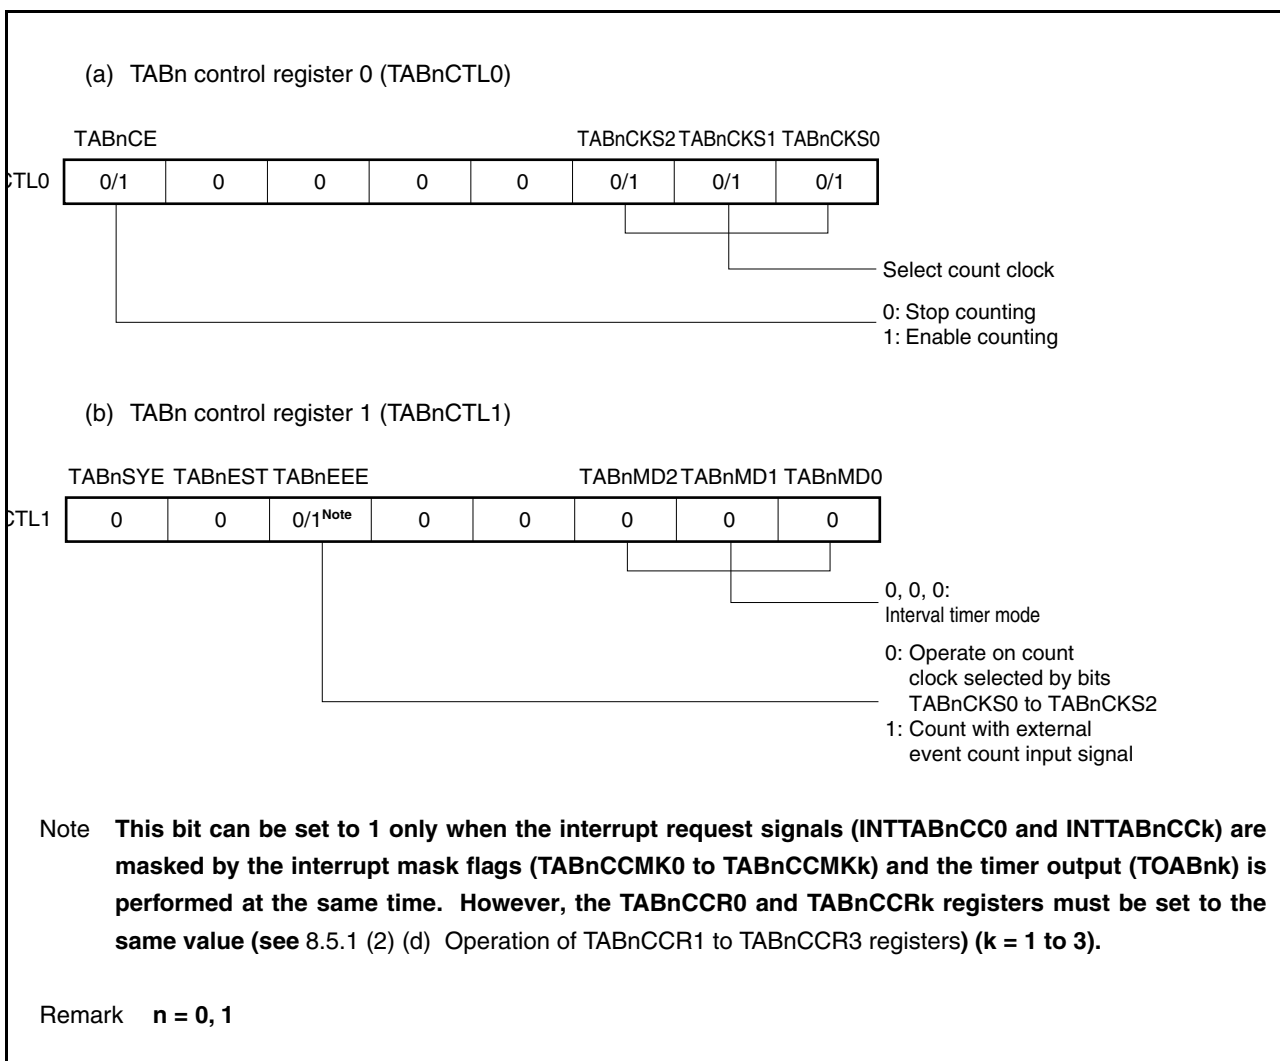 (a) TABn control register 0 (TABnCTL0)
TABnCE TABnCKS2 TABnCKS1 TABnCKS0
CTL0 0/1 0 0 0 0 0/1 0/1 0/1
Select count clock
0: Stop counting
1: Enable counting
(b) TABn control register 1 (TABnCTL1)
TABnSYE TABnEST TABnEEE TABnMD2 TABnMD1 TABnMD0
CTL1 0 0 0/1Note 0 0 0 0 0
0, 0, 0:
Interval timer mode
0: Operate on count
clock selected by bits
TABnCKS0 to TABnCKS2
1: Count with external
event count input signal
Note This bit can be set to 1 only when the interrupt request signals (INTTABnCC0 and INTTABnCCk) are
masked by the interrupt mask flags (TABnCCMK0 to TABnCCMKk) and the timer output (TOABnk) is
performed at the same time. However, the TABnCCR0 and TABnCCRk registers must be set to the
same value (see 8.5.1 (2) (d) Operation of TABnCCR1 to TABnCCR3 registers) (k = 1 to 3).
Remark n = 0, 1